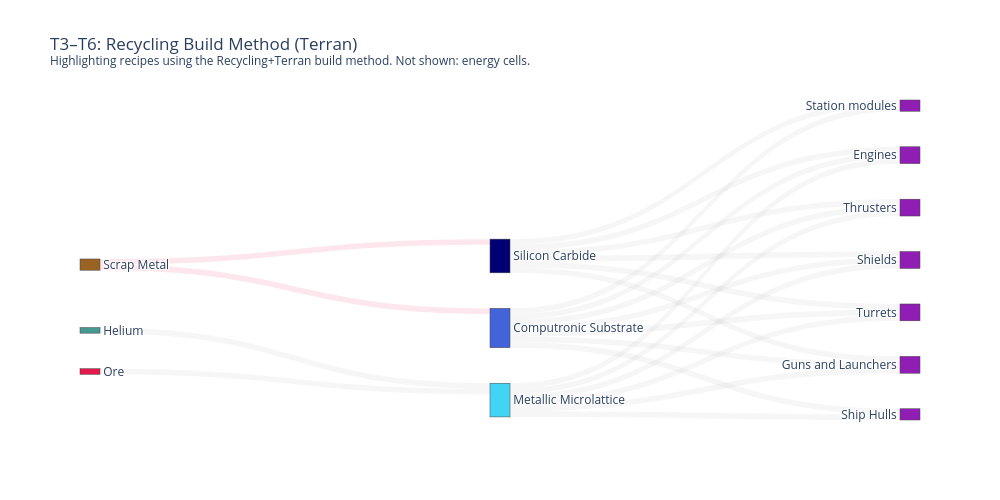 T3–T6: Recycling Build Method (Terran)
Highlighting recipes using the Recycling+Terran build method. Not shown: energy cells.
Station modules
Engines
Thrusters
Silicon Carbide
Shields
Scrap Metal
Turrets
Computronic Substrate
Helium
Guns and Launchers
Ore
Metallic Microlattice
Ship Hulls